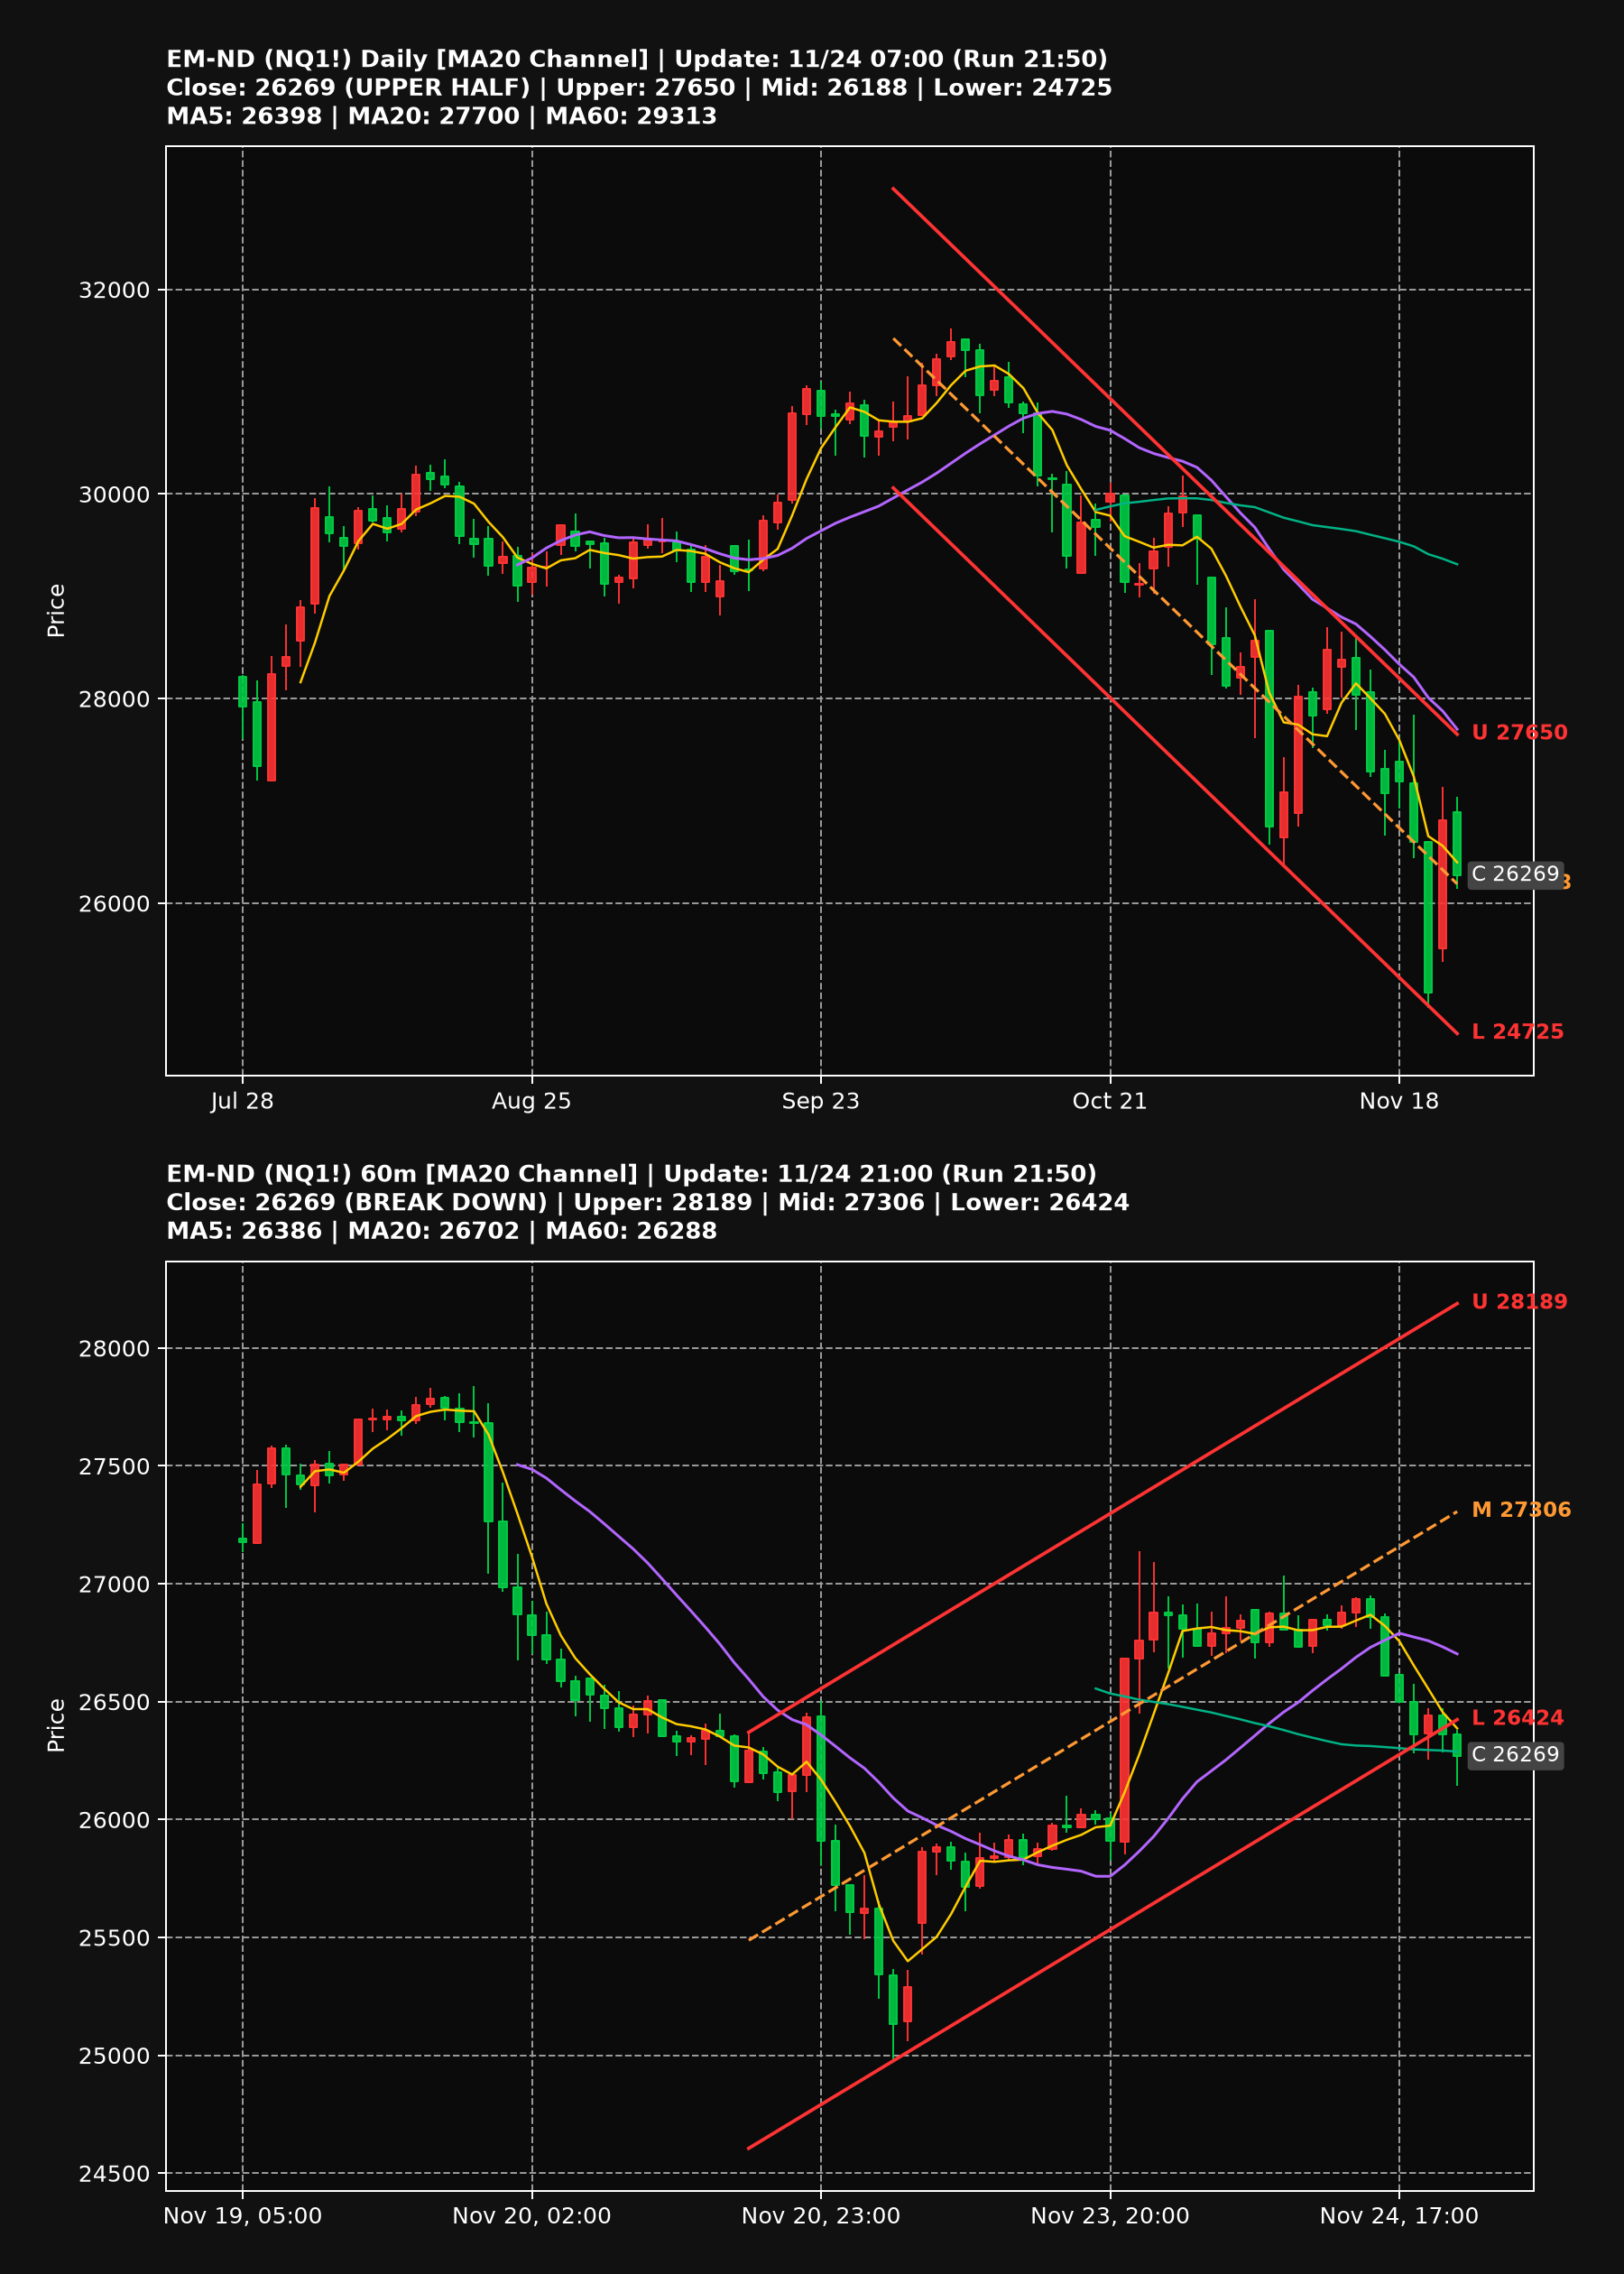 EM-ND (NQ1!) Daily [MA20 Channel] | Update: 11/24 07:00 (Run 21:50)
Close: 26269 (UPPER HALF) | Upper: 27650 | Mid: 26188 | Lower: 24725
MA5: 26398 | MA20: 27700 | MA60: 29313
Price
32000
30000
28000
26000
U 27650
C 26269
L 24725
Jul 28
Aug 25
Sep 23
Oct 21
Nov 18
EM-ND (NQ1!) 60m [MA20 Channel] | Update: 11/24 21:00 (Run 21:50)
Close: 26269 (BREAK DOWN) | Upper: 28189 | Mid: 27306 | Lower: 26424
MA5: 26386 | MA20: 26702 | MA60: 26288
Price
28000
27500
27000
26500
26000
25500
25000
24500
U 28189
M 27306
L 26424
C 26269
Nov 19, 05:00
Nov 20, 02:00
Nov 20, 23:00
Nov 23, 20:00
Nov 24, 17:00